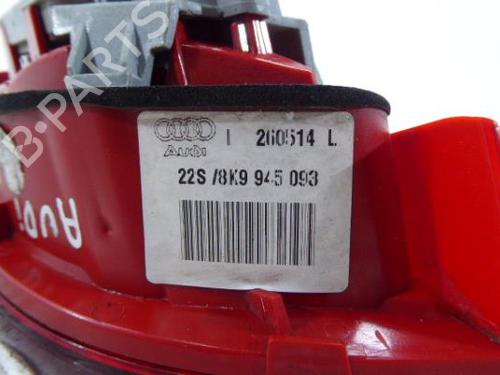 B-PARTS
I 260514 L
AUDI
22S /8K9 945 093
AUDI